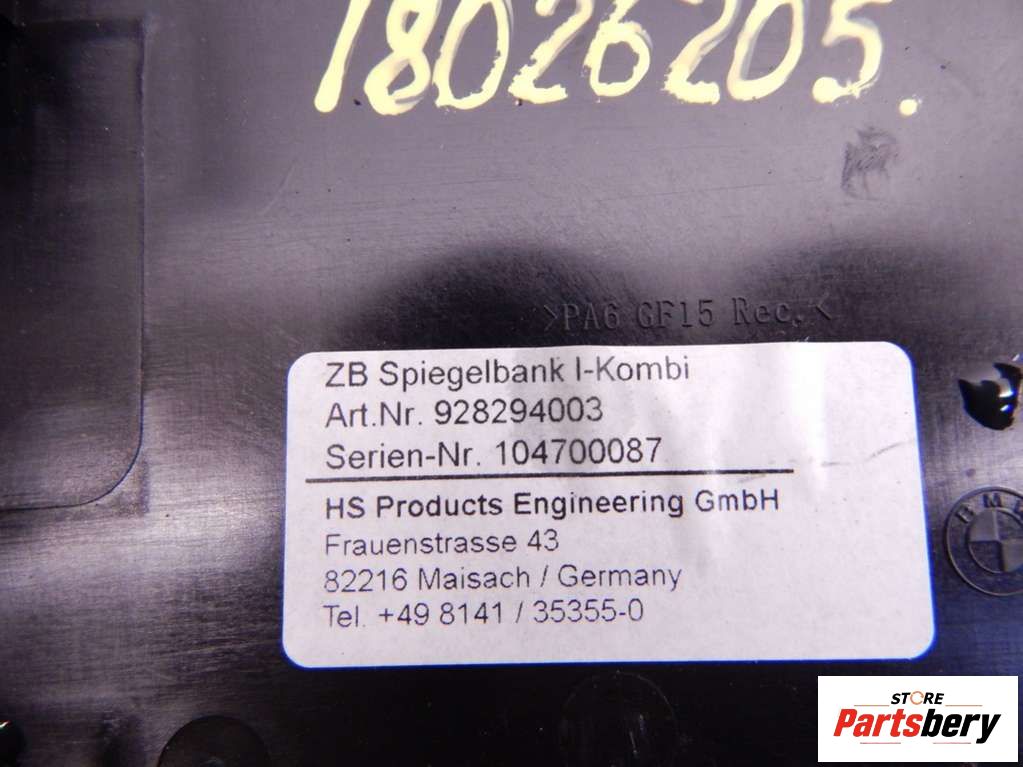 18026205.
>PA6 GF15 Rec.<
ZB Spiegelbank I-Kombi
Art.Nr. 928294003
Serien-Nr. 104700087
HS Products Engineering GmbH
Frauenstrasse 43
82216 Maisach / Germany
Tel. +49 8141 / 35355-0
BMW
STORE
Partsbery